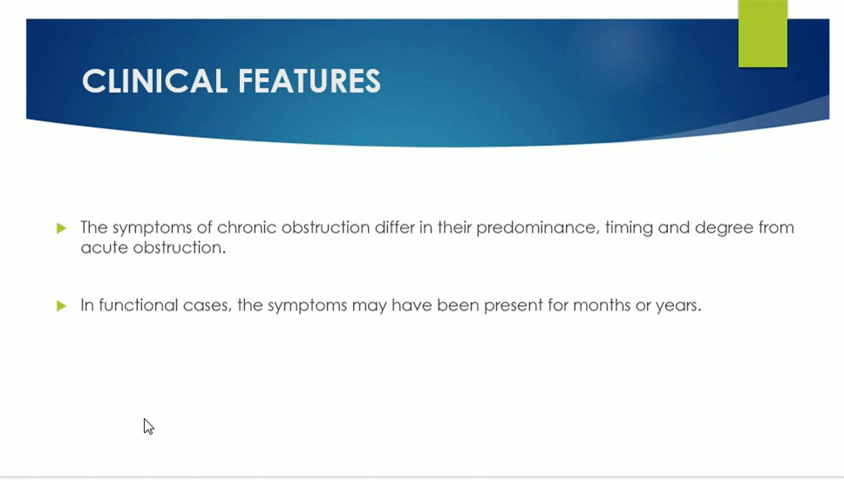 CLINICAL FEATURES
The symptoms of chronic obstruction differ in their predominance, timing and degree from
acute obstruction.
In functional cases, the symptoms may have been present for months or years.